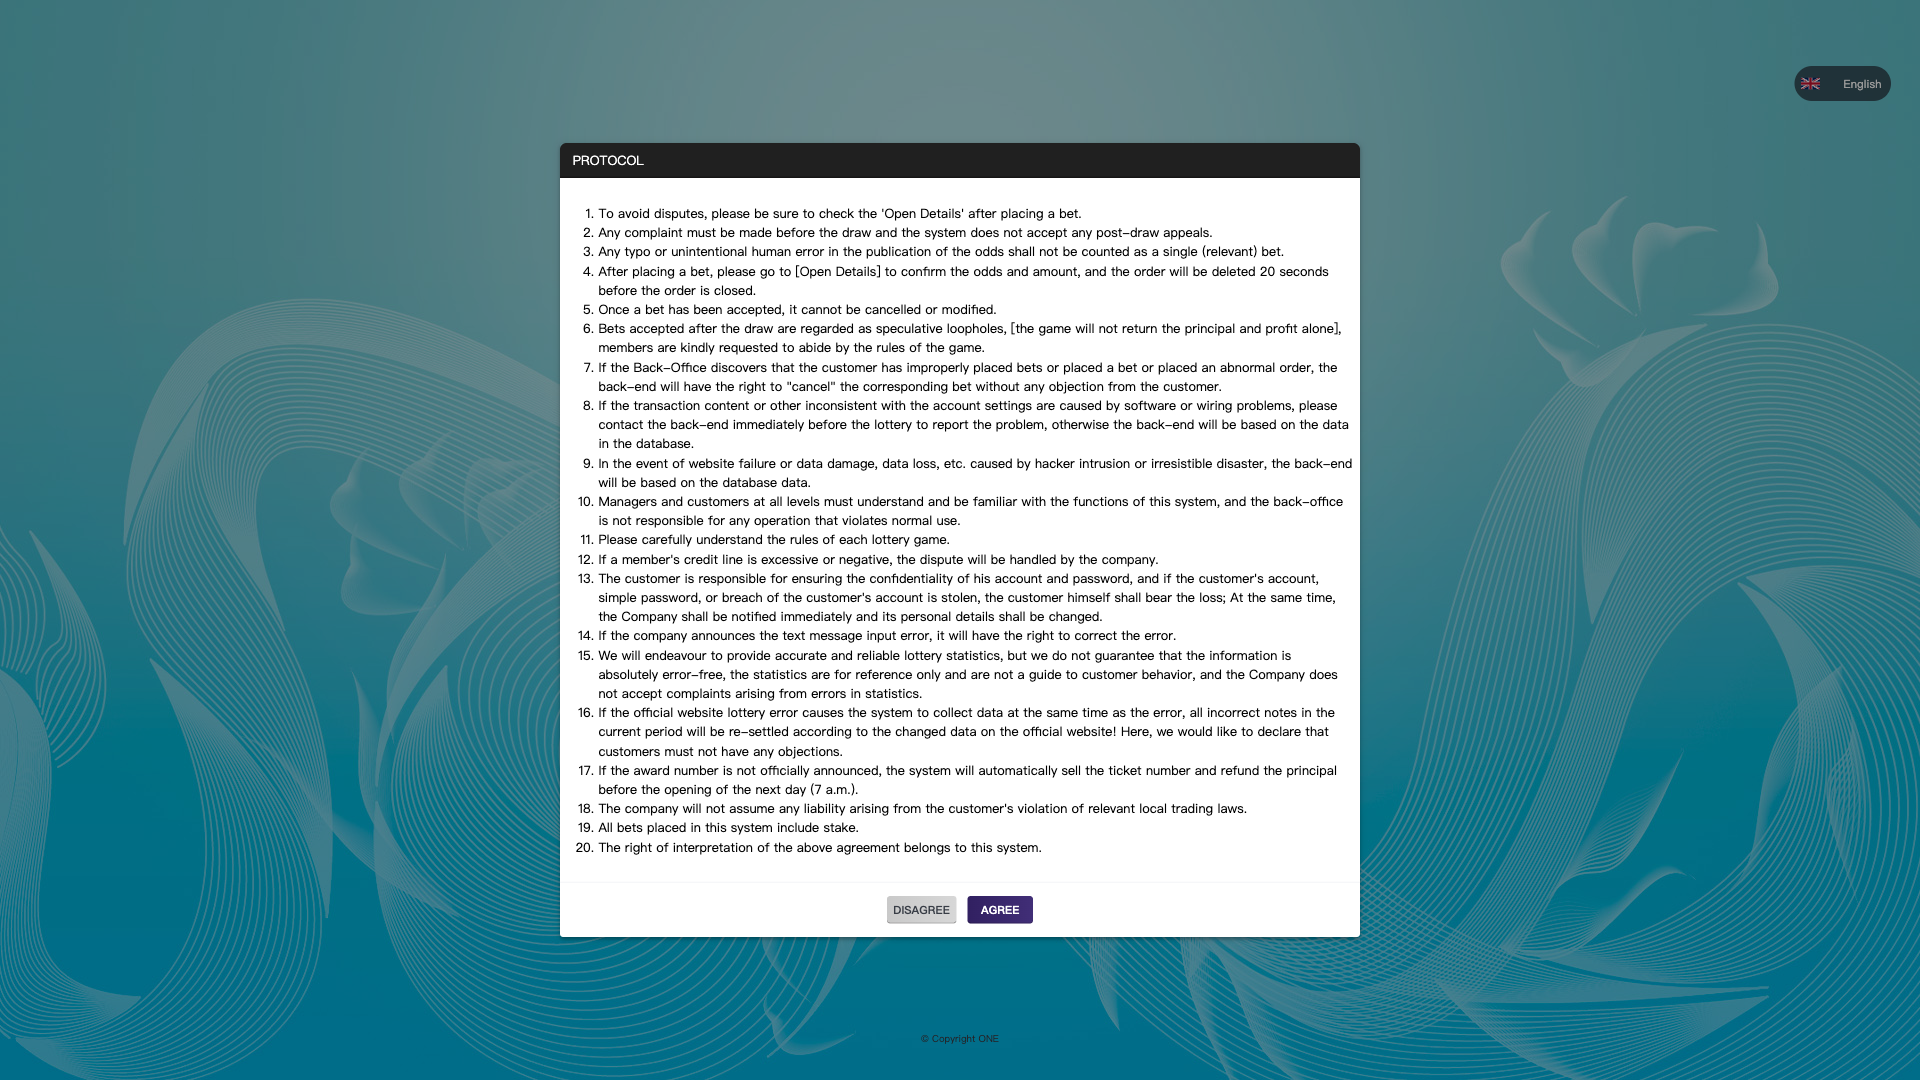 English
PROTOCOL
1. To avoid disputes, please be sure to check the 'Open Details' after placing a bet.
2. Any complaint must be made before the draw and the system does not accept any post-draw appeals.
3. Any typo or unintentional human error in the publication of the odds shall not be counted as a single (relevant) bet.
4. After placing a bet, please go to [Open Details] to confirm the odds and amount, and the order will be deleted 20 seconds
before the order is closed.
5. Once a bet has been accepted, it cannot be cancelled or modified.
6. Bets accepted after the draw are regarded as speculative loopholes, [the game will not return the principal and profit alone],
members are kindly requested to abide by the rules of the game.
7. If the Back-Office discovers that the customer has improperly placed bets or placed a bet or placed an abnormal order, the
back-end will have the right to "cancel" the corresponding bet without any objection from the customer.
8. If the transaction content or other inconsistent with the account settings are caused by software or wiring problems, please
contact the back-end immediately before the lottery to report the problem, otherwise the back-end will be based on the data
in the database.
9. In the event of website failure or data damage, data loss, etc. caused by hacker intrusion or irresistible disaster, the back-end
will be based on the database data.
10. Managers and customers at all levels must understand and be familiar with the functions of this system, and the back-office
is not responsible for any operation that violates normal use.
11. Please carefully understand the rules of each lottery game.
12. If a member's credit line is excessive or negative, the dispute will be handled by the company.
13. The customer is responsible for ensuring the confidentiality of his account and password, and if the customer's account,
simple password, or breach of the customer's account is stolen, the customer himself shall bear the loss; At the same time,
the Company shall be notified immediately and its personal details shall be changed.
14. If the company announces the text message input error, it will have the right to correct the error.
15. We will endeavour to provide accurate and reliable lottery statistics, but we do not guarantee that the information is
absolutely error-free, the statistics are for reference only and are not a guide to customer behavior, and the Company does
not accept complaints arising from errors in statistics.
16. If the official website lottery error causes the system to collect data at the same time as the error, all incorrect notes in the
current period will be re-settled according to the changed data on the official website! Here, we would like to declare that
customers must not have any objections.
17. If the award number is not officially announced, the system will automatically sell the ticket number and refund the principal
before the opening of the next day (7 a.m.).
18. The company will not assume any liability arising from the customer's violation of relevant local trading laws.
19. All bets placed in this system include stake.
20. The right of interpretation of the above agreement belongs to this system.
DISAGREE AGREE
© Copyright ONE